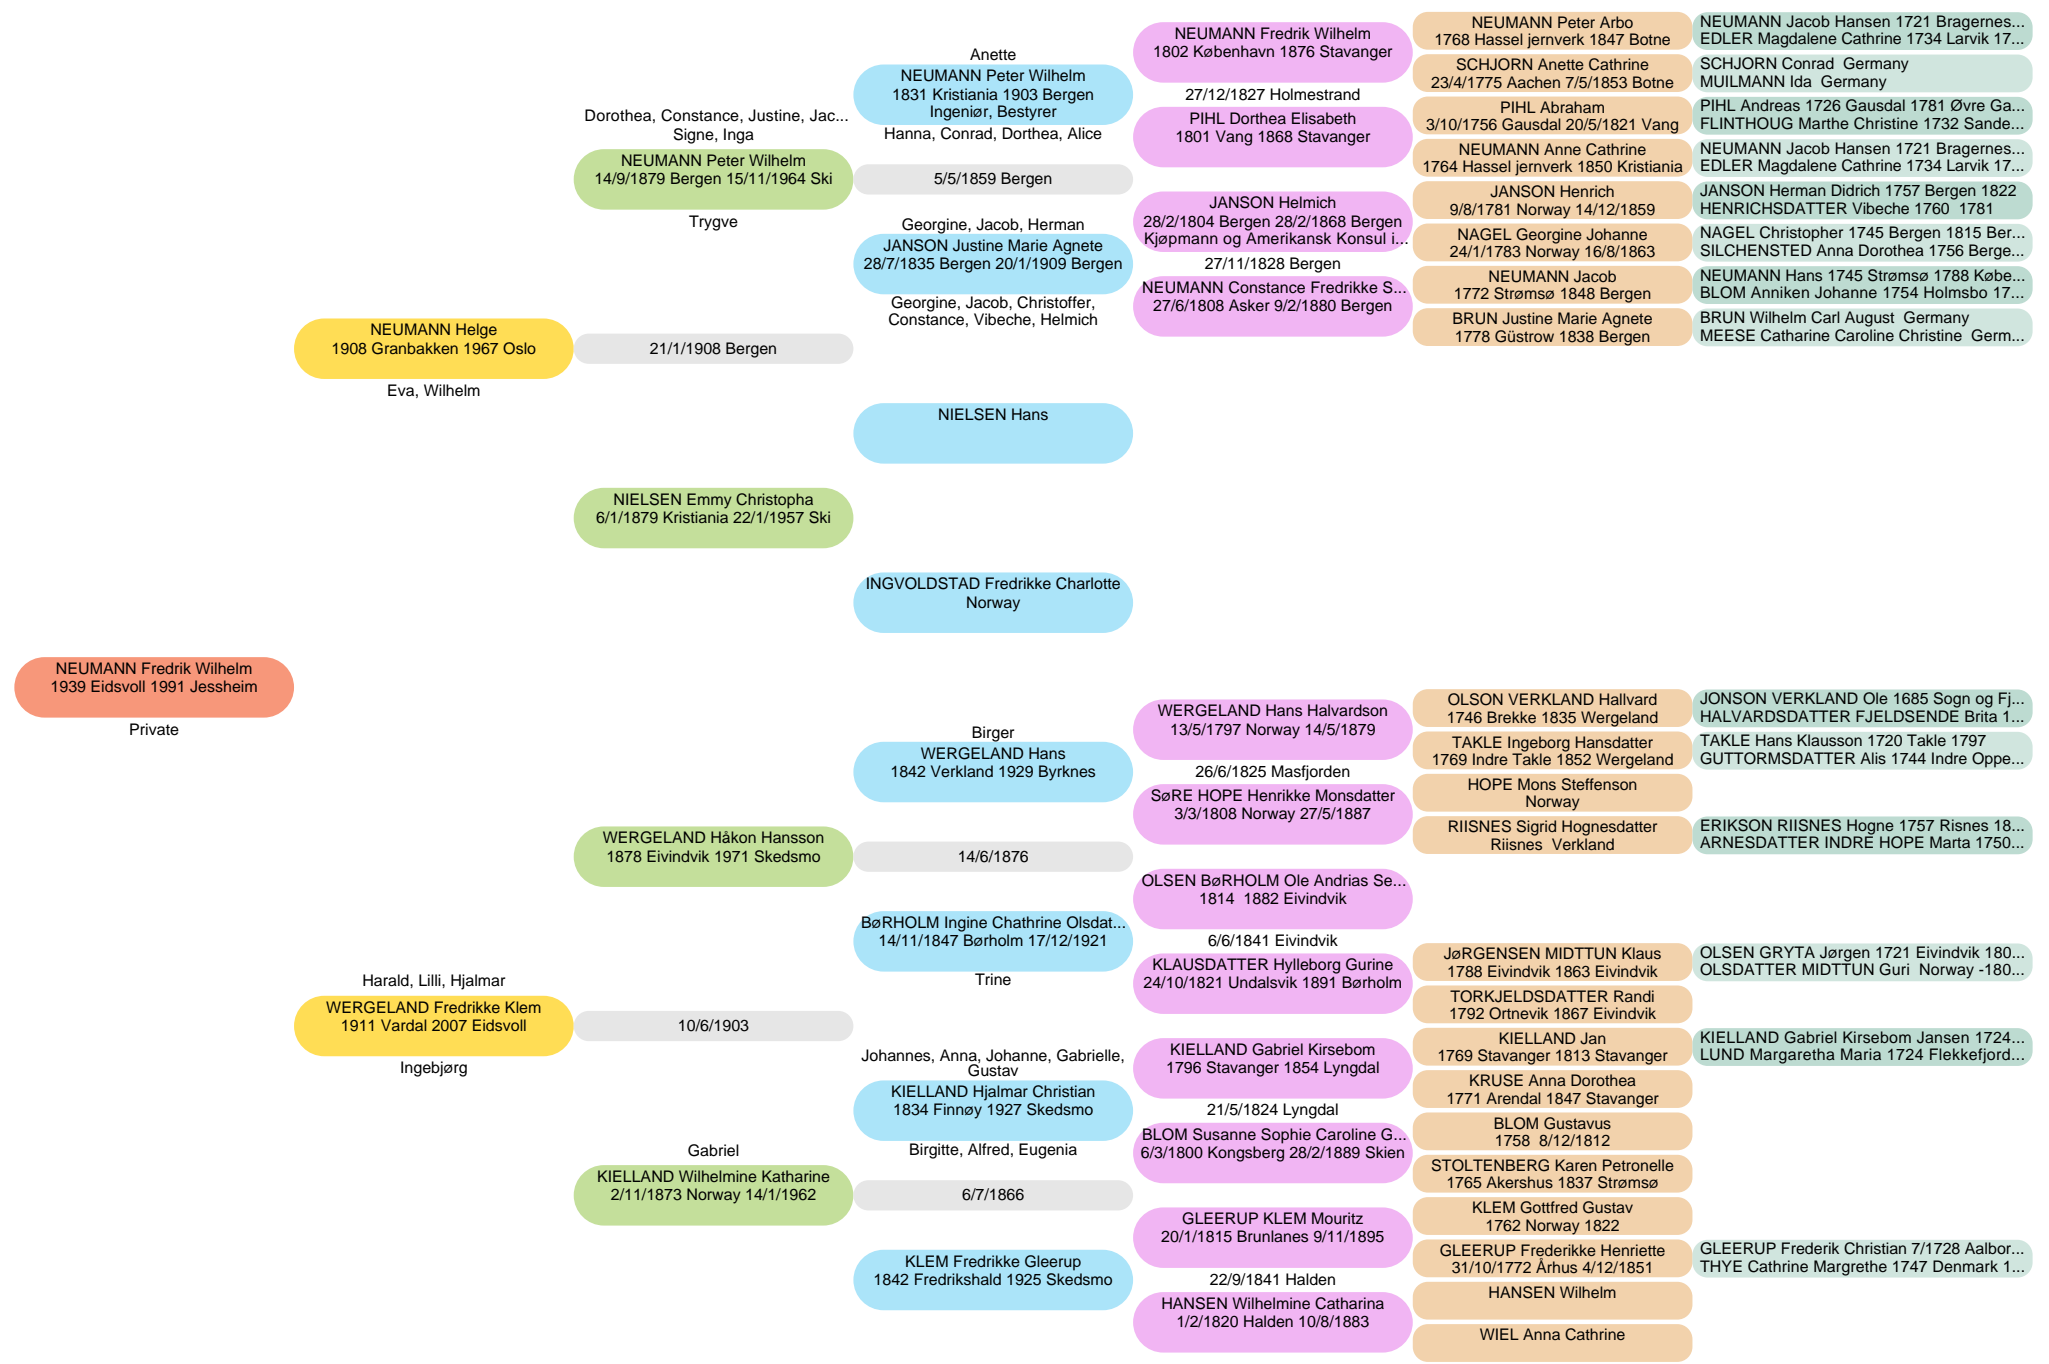 NEUMANN Fredrik Wilhelm
1939 Eidsvoll 1991 Jessheim
Private
NEUMANN Helge
1908 Granbakken 1967 Oslo
Eva, Wilhelm
Harald, Lilli, Hjalmar
WERGELAND Fredrikke Klem
1911 Vardal 2007 Eidsvoll
Ingebjørg
Dorothea, Constance, Justine, Jac...
Signe, Inga
NEUMANN Peter Wilhelm
14/9/1879 Bergen 15/11/1964 Ski
Trygve
21/1/1908 Bergen
NIELSEN Emmy Christopha
6/1/1879 Kristiania 22/1/1957 Ski
WERGELAND Håkon Hansson
1878 Eivindvik 1971 Skedsmo
10/6/1903
Gabriel
KIELLAND Wilhelmine Katharine
2/11/1873 Norway 14/1/1962
Anette
NEUMANN Peter Wilhelm
1831 Kristiania 1903 Bergen
Ingeniør, Bestyrer
Hanna, Conrad, Dorthea, Alice
5/5/1859 Bergen
Georgine, Jacob, Herman
JANSON Justine Marie Agnete
28/7/1835 Bergen 20/1/1909 Bergen
Georgine, Jacob, Christoffer,
Constance, Vibeche, Helmich
NIELSEN Hans
INGVOLDSTAD Fredrikke Charlotte
Norway
Birger
WERGELAND Hans
1842 Verkland 1929 Byrknes
14/6/1876
BøRHOLM Ingine Chathrine Olsdat...
14/11/1847 Børholm 17/12/1921
Trine
Johannes, Anna, Johanne, Gabrielle,
Gustav
KIELLAND Hjalmar Christian
1834 Finnøy 1927 Skedsmo
Birgitte, Alfred, Eugenia
6/7/1866
KLEM Fredrikke Gleerup
1842 Fredrikshald 1925 Skedsmo
NEUMANN Fredrik Wilhelm
1802 København 1876 Stavanger
27/12/1827 Holmestrand
PIHL Dorthea Elisabeth
1801 Vang 1868 Stavanger
JANSON Helmich
28/2/1804 Bergen 28/2/1868 Bergen
Kjøpmann og Amerikansk Konsul i...
27/11/1828 Bergen
NEUMANN Constance Fredrikke S...
27/6/1808 Asker 9/2/1880 Bergen
WERGELAND Hans Halvardson
13/5/1797 Norway 14/5/1879
26/6/1825 Masfjorden
SøRE HOPE Henrikke Monsdatter
3/3/1808 Norway 27/5/1887
OLSEN BøRHOLM Ole Andrias Se...
1814  1882 Eivindvik
6/6/1841 Eivindvik
KLAUSDATTER Hylleborg Gurine
24/10/1821 Undalsvik 1891 Børholm
KIELLAND Gabriel Kirsebom
1796 Stavanger 1854 Lyngdal
21/5/1824 Lyngdal
BLOM Susanne Sophie Caroline G...
6/3/1800 Kongsberg 28/2/1889 Skien
GLEERUP KLEM Mouritz
20/1/1815 Brunlanes 9/11/1895
22/9/1841 Halden
HANSEN Wilhelmine Catharina
1/2/1820 Halden 10/8/1883
NEUMANN Peter Arbo
1768 Hassel jernverk 1847 Botne
SCHJORN Anette Cathrine
23/4/1775 Aachen 7/5/1853 Botne
PIHL Abraham
3/10/1756 Gausdal 20/5/1821 Vang
NEUMANN Anne Cathrine
1764 Hassel jernverk 1850 Kristiania
JANSON Henrich
9/8/1781 Norway 14/12/1859
NAGEL Georgine Johanne
24/1/1783 Norway 16/8/1863
NEUMANN Jacob
1772 Strømsø 1848 Bergen
BRUN Justine Marie Agnete
1778 Güstrow 1838 Bergen
OLSON VERKLAND Hallvard
1746 Brekke 1835 Wergeland
TAKLE Ingeborg Hansdatter
1769 Indre Takle 1852 Wergeland
HOPE Mons Steffenson
Norway
RIISNES Sigrid Hognesdatter
Riisnes  Verkland
JøRGENSEN MIDTTUN Klaus
1788 Eivindvik 1863 Eivindvik
TORKJELDSDATTER Randi
1792 Ortnevik 1867 Eivindvik
KIELLAND Jan
1769 Stavanger 1813 Stavanger
KRUSE Anna Dorothea
1771 Arendal 1847 Stavanger
BLOM Gustavus
1758  8/12/1812
STOLTENBERG Karen Petronelle
1765 Akershus 1837 Strømsø
KLEM Gottfred Gustav
1762 Norway 1822
GLEERUP Frederikke Henriette
31/10/1772 Århus 4/12/1851
HANSEN Wilhelm
WIEL Anna Cathrine
NEUMANN Jacob Hansen 1721 Bragernes...
EDLER Magdalene Cathrine 1734 Larvik 17...
SCHJORN Conrad  Germany
MUILMANN Ida  Germany
PIHL Andreas 1726 Gausdal 1781 Øvre Ga...
FLINTHOUG Marthe Christine 1732 Sande...
NEUMANN Jacob Hansen 1721 Bragernes...
EDLER Magdalene Cathrine 1734 Larvik 17...
JANSON Herman Didrich 1757 Bergen 1822
HENRICHSDATTER Vibeche 1760  1781
NAGEL Christopher 1745 Bergen 1815 Ber...
SILCHENSTED Anna Dorothea 1756 Berge...
NEUMANN Hans 1745 Strømsø 1788 Købe...
BLOM Anniken Johanne 1754 Holmsbo 17...
BRUN Wilhelm Carl August  Germany
MEESE Catharine Caroline Christine  Germ...
JONSON VERKLAND Ole 1685 Sogn og Fj...
HALVARDSDATTER FJELDSENDE Brita 1...
TAKLE Hans Klausson 1720 Takle 1797
GUTTORMSDATTER Alis 1744 Indre Oppe...
ERIKSON RIISNES Hogne 1757 Risnes 18...
ARNESDATTER INDRE HOPE Marta 1750...
OLSEN GRYTA Jørgen 1721 Eivindvik 180...
OLSDATTER MIDTTUN Guri  Norway -180...
KIELLAND Gabriel Kirsebom Jansen 1724...
LUND Margaretha Maria 1724 Flekkefjord...
GLEERUP Frederik Christian 7/1728 Aalbor...
THYE Cathrine Margrethe 1747 Denmark 1...